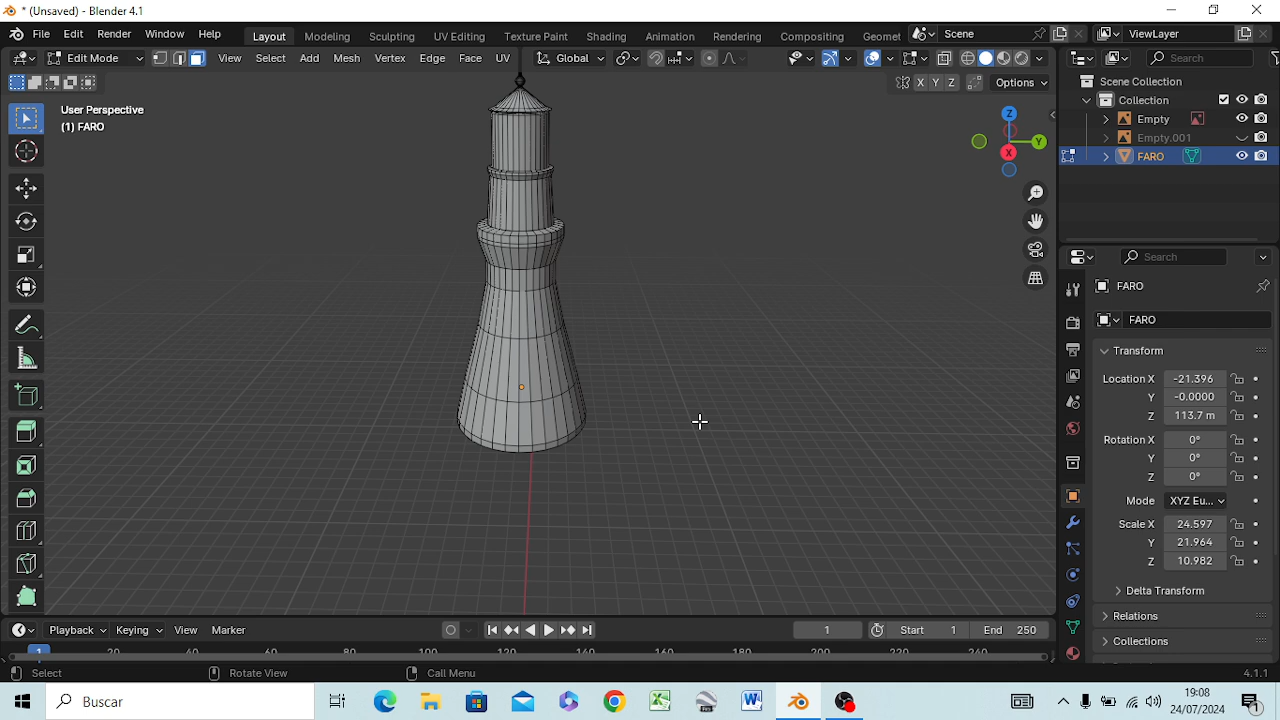 * (Unsaved) - Blender 4.1
File Edit Render Window Help Layout Modeling Sculpting UV Editing Texture Paint Shading Animation Rendering Compositing Geomet Scene ViewLayer
Edit Mode View Select Add Mesh Vertex Edge Face UV Global Search
X Y Z Options
User Perspective
(1) FARO
Z
Y
X
Scene Collection
Collection
Empty
Empty.001
FARO
Search
FARO
FARO
Transform
Location X -21.396
Y -0.0000
Z 113.7 m
Rotation X 0°
Y 0°
Z 0°
Mode XYZ Eu...
Scale X 24.597
Y 21.964
Z 10.982
Delta Transform
Relations
Collections
Playback Keying View Marker 1 Start 1 End 250
1 20 40 60 80 100 120 140 160 180 200 220 240
Select Rotate View Call Menu 4.1.1
Buscar
19:08
24/07/2024
1